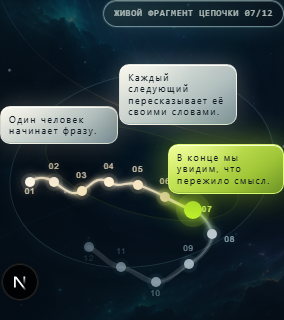 ЖИВОЙ ФРАГМЕНТ ЦЕПОЧКИ 07/12
Каждый
следующий
пересказывает её
своими словами.
Один человек
начинает фразу.
В конце мы
увидим, что
пережило смысл.
01
02
03
04
05
06
07
08
09
10
11
12
N